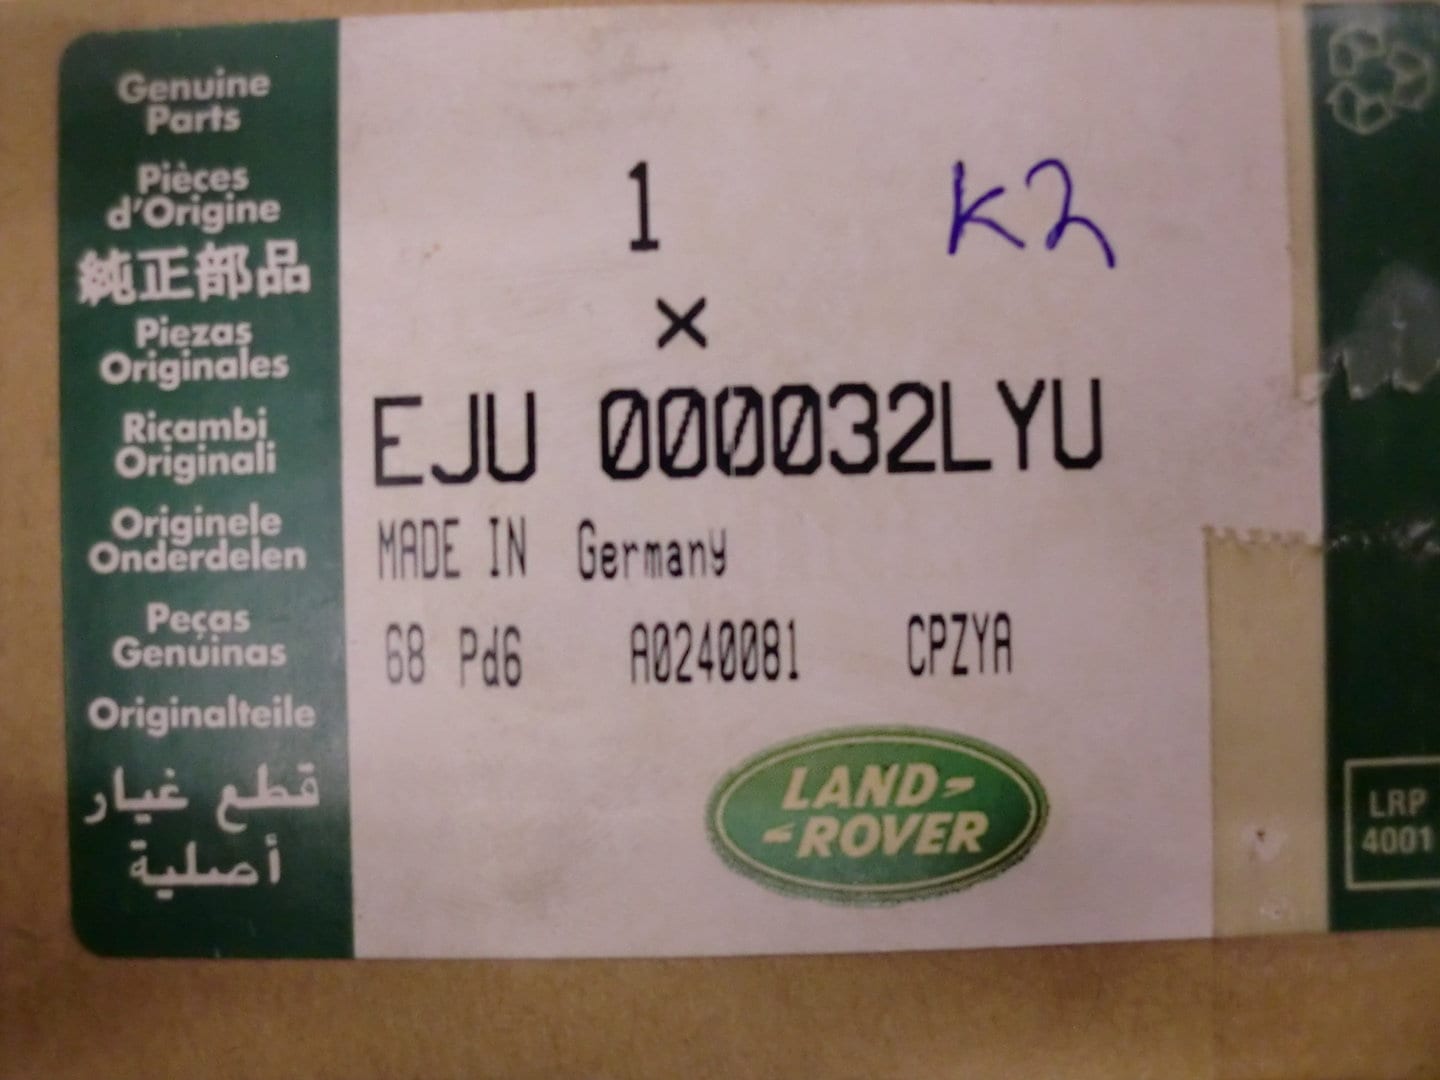 Genuine
Parts
Pièces
d'Origine
純正部品
Piezas
Originales
Ricambi
Originali
Originele
Onderdelen
Peças
Genuinas
Originalteile
قطع غيار
أصلية
1
K2
×
EJU 000032LYU
MADE IN Germany
68 Pd6 A0240081 CPZYA
LAND-
-ROVER
LRP
4001